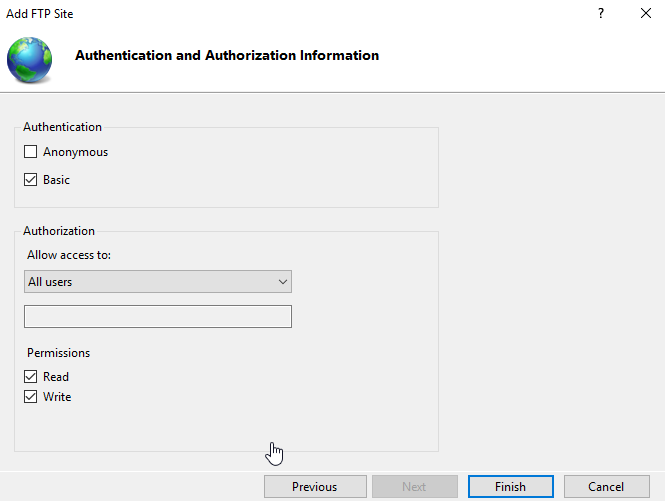 Add FTP Site
?
Authentication and Authorization Information
Authentication
Anonymous
Basic
Authorization
Allow access to:
All users
Permissions
Read
Write
Previous
Next
Finish
Cancel